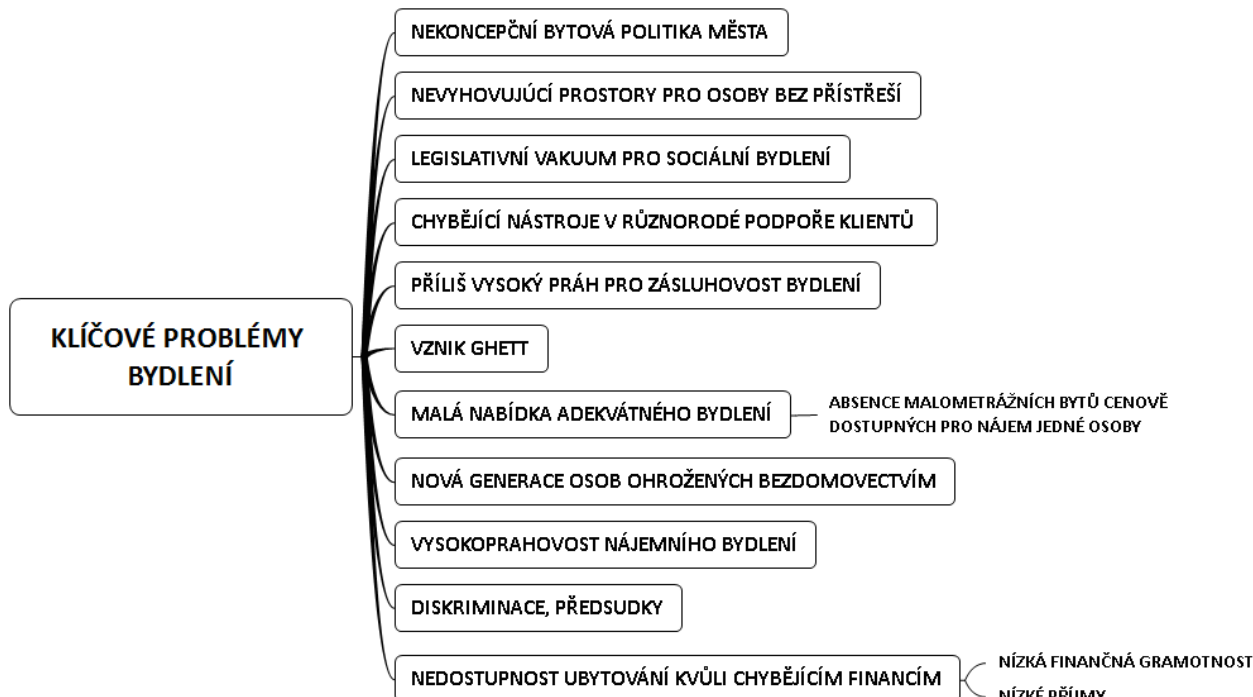 KLÍČOVÉ PROBLÉMY
BYDLENÍ
NEKONCEPČNÍ BYTOVÁ POLITIKA MĚSTA
NEVYHOVUJÚCÍ PROSTORY PRO OSOBY BEZ PŘÍSTŘEŠÍ
LEGISLATIVNÍ VAKUUM PRO SOCIÁLNÍ BYDLENÍ
CHYBĚJÍCÍ NÁSTROJE V RŮZNORODÉ PODPOŘE KLIENTŮ
PŘÍLIŠ VYSOKÝ PRÁH PRO ZÁSLUHOVOST BYDLENÍ
VZNIK GHETT
MALÁ NABÍDKA ADEKVÁTNÉHO BYDLENÍ
ABSENCE MALOMETRÁŽNÍCH BYTŮ CENOVĚ
DOSTUPNÝCH PRO NÁJEM JEDNÉ OSOBY
NOVÁ GENERACE OSOB OHROŽENÝCH BEZDOMOVECTVÍM
VYSOKOPRAHOVOST NÁJEMNÍHO BYDLENÍ
DISKRIMINACE, PŘEDSUDKY
NEDOSTUPNOST UBYTOVÁNÍ KVŮLI CHYBĚJÍCÍM FINANCÍM
NÍZKÁ FINANČNÁ GRAMOTNOST
NÍZKÉ PŘÍJMY